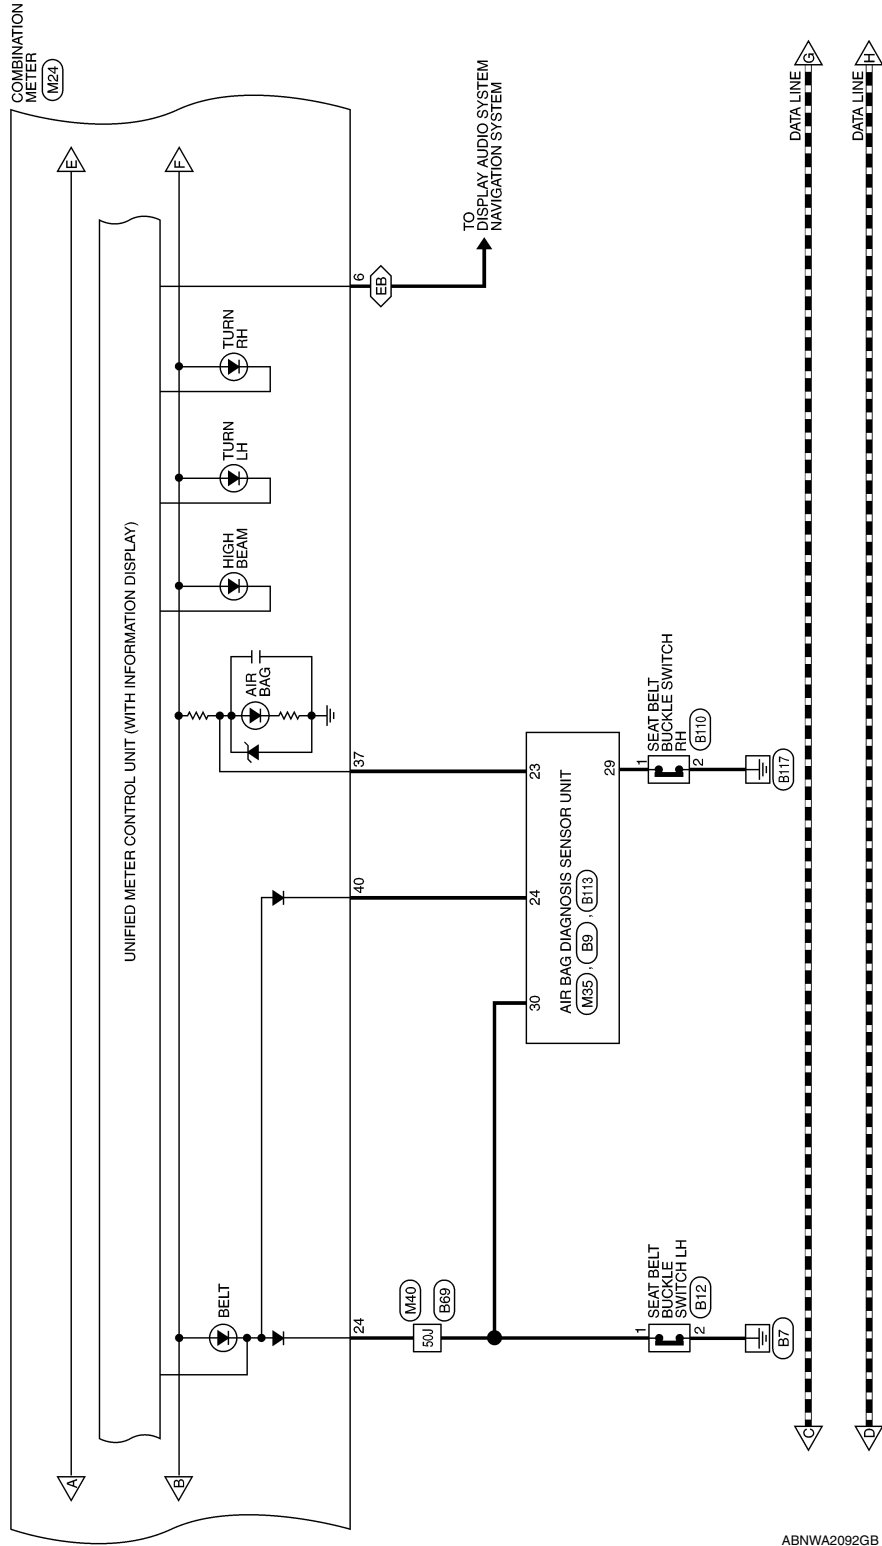 COMBINATION
METER
M24
A
E
UNIFIED METER CONTROL UNIT (WITH INFORMATION DISPLAY)
B
F
BELT
AIR
BAG
HIGH
BEAM
TURN
LH
TURN
RH
24
40
37
6
EB
TO
DISPLAY AUDIO SYSTEM
NAVIGATION SYSTEM
50J
M40
B69
30
24
23
AIR BAG DIAGNOSIS SENSOR UNIT
M35 , B9 , B113
29
1
SEAT BELT
BUCKLE
SWITCH LH
B12
2
B7
1
SEAT BELT
BUCKLE SWITCH
RH
B110
2
B117
C
DATA LINE
G
D
DATA LINE
H
ABNWA2092GB